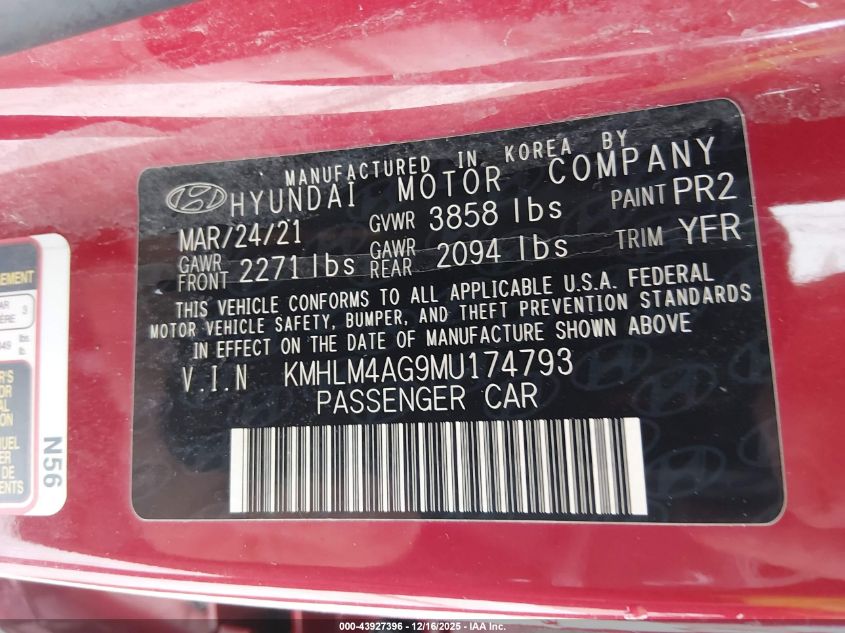 MANUFACTURED IN KOREA BY
HYUNDAI MOTOR COMPANY
MAR/24/21 GVWR 3858 lbs PAINT PR2
GAWR FRONT 2271 lbs GAWR REAR 2094 lbs TRIM YFR
THIS VEHICLE CONFORMS TO ALL APPLICABLE U.S.A. FEDERAL
MOTOR VEHICLE SAFETY, BUMPER, AND THEFT PREVENTION STANDARDS
IN EFFECT ON THE DATE OF MANUFACTURE SHOWN ABOVE
V.I.N KMHLM4AG9MU174793
PASSENGER CAR
N56
000-43927396 - 12/16/2025 - IAA Inc.